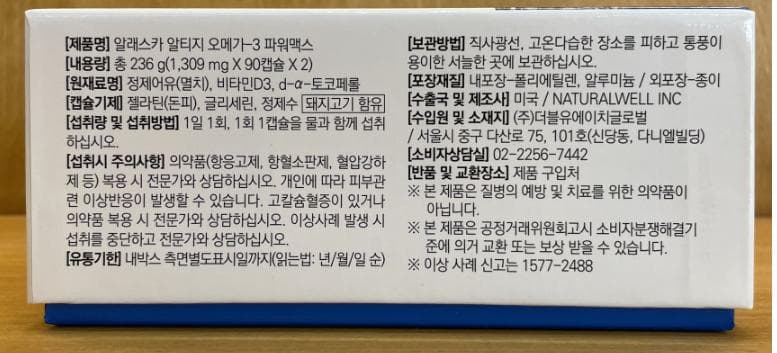 [제품명] 알래스카 알티지 오메가-3 파워맥스
[내용량] 총 236 g(1,309 mg X 90캡슐 X 2)
[원재료명] 정제어유(멸치), 비타민D3, d-α-토코페롤
[캡슐기제] 젤라틴(돈피), 글리세린, 정제수 돼지고기 함유
[섭취량 및 섭취방법] 1일 1회, 1회 1캡슐을 물과 함께 섭취
하십시오.
[섭취시 주의사항] 의약품(항응고제, 항혈소판제, 혈압강하
제 등) 복용 시 전문가와 상담하십시오. 개인에 따라 피부관
련 이상반응이 발생할 수 있습니다. 고칼슘혈증이 있거나
의약품 복용 시 전문가와 상담하십시오. 이상사례 발생 시
섭취를 중단하고 전문가와 상담하십시오.
[유통기한] 내박스 측면별도표시일까지(읽는법: 년/월/일 순)
[보관방법] 직사광선, 고온다습한 장소를 피하고 통풍이
용이한 서늘한 곳에 보관하십시오.
[포장재질] 내포장-폴리에틸렌, 알루미늄 / 외포장-종이
[수출국 및 제조사] 미국 / NATURALWELL INC
[수입원 및 소재지] (주)더블유에이치글로벌
/ 서울시 중구 다산로 75, 101호(신당동, 다니엘빌딩)
[소비자상담실] 02-2256-7442
[반품 및 교환장소] 제품 구입처
※ 본 제품은 질병의 예방 및 치료를 위한 의약품이
아닙니다.
※ 본 제품은 공정거래위원회고시 소비자분쟁해결기
준에 의거 교환 또는 보상 받을 수 있습니다.
※ 이상 사례 신고는 1577-2488